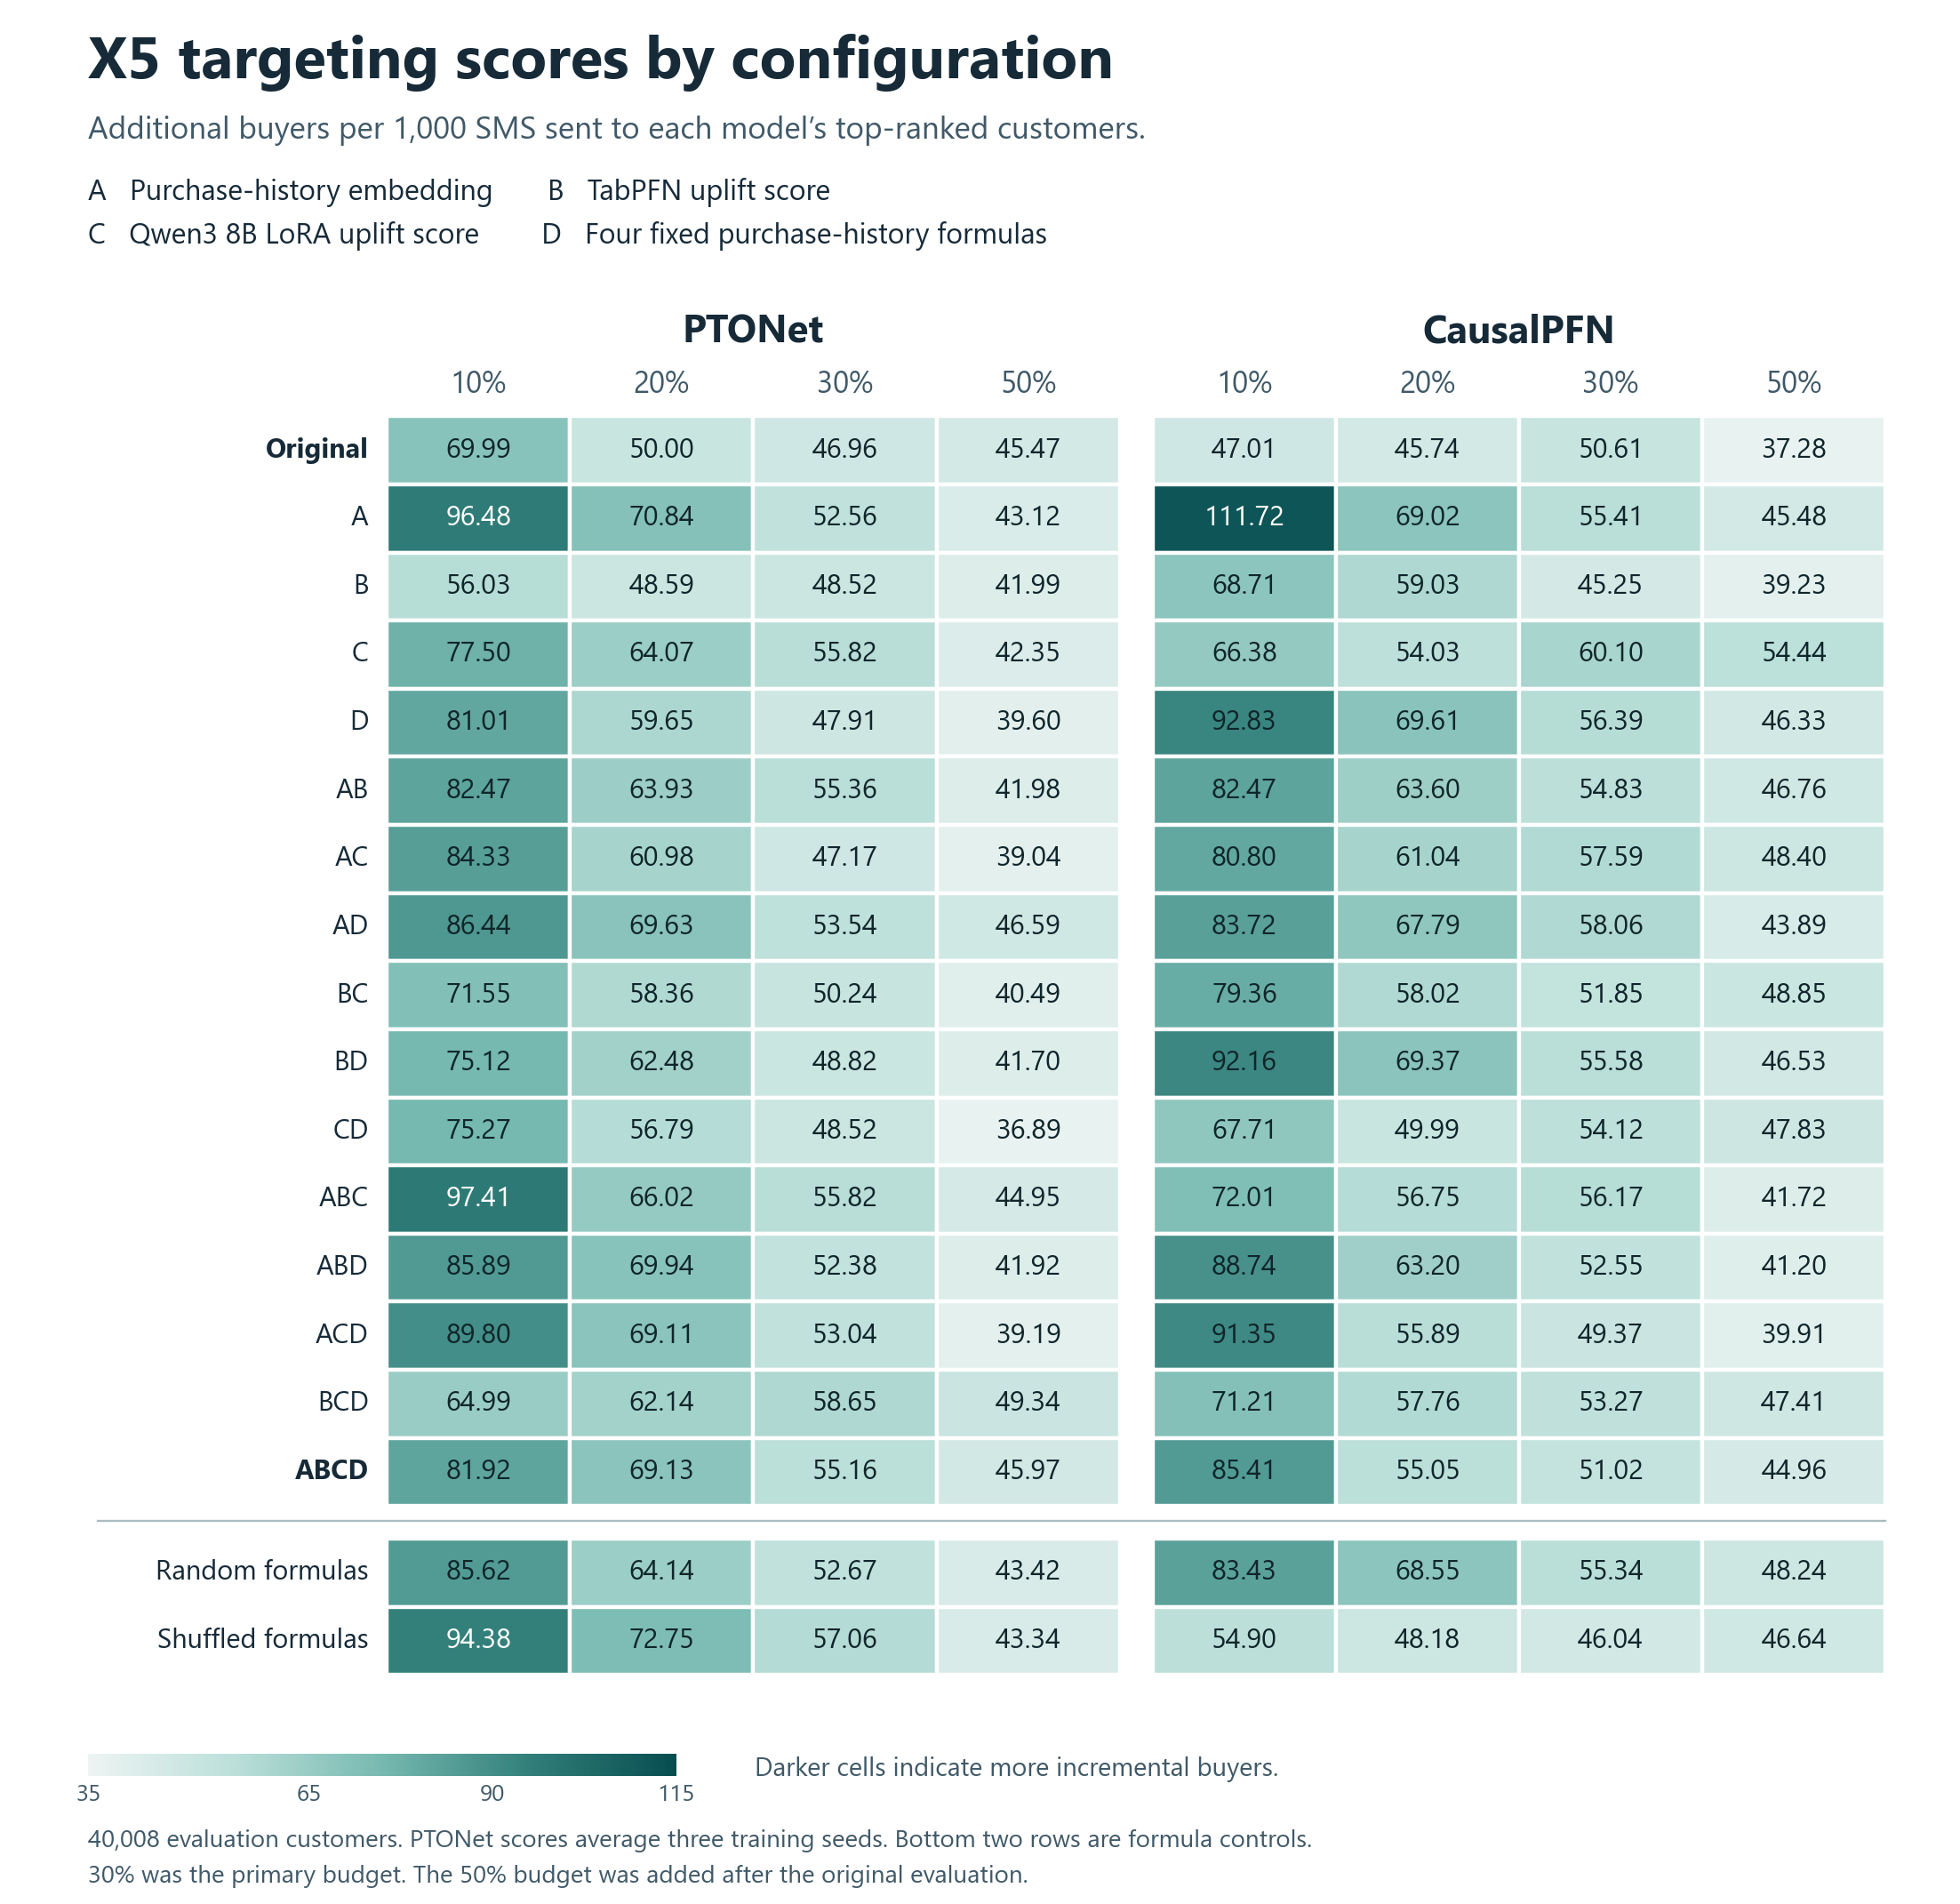 X5 targeting scores by configuration
Additional buyers per 1,000 SMS sent to each model’s top-ranked customers.
A Purchase-history embedding B TabPFN uplift score
C Qwen3 8B LoRA uplift score D Four fixed purchase-history formulas
PTONet CausalPFN
10% 20% 30% 50% 10% 20% 30% 50%
Original 69.99 50.00 46.96 45.47 47.01 45.74 50.61 37.28
A 96.48 70.84 52.56 43.12 111.72 69.02 55.41 45.48
B 56.03 48.59 48.52 41.99 68.71 59.03 45.25 39.23
C 77.50 64.07 55.82 42.35 66.38 54.03 60.10 54.44
D 81.01 59.65 47.91 39.60 92.83 69.61 56.39 46.33
AB 82.47 63.93 55.36 41.98 82.47 63.60 54.83 46.76
AC 84.33 60.98 47.17 39.04 80.80 61.04 57.59 48.40
AD 86.44 69.63 53.54 46.59 83.72 67.79 58.06 43.89
BC 71.55 58.36 50.24 40.49 79.36 58.02 51.85 48.85
BD 75.12 62.48 48.82 41.70 92.16 69.37 55.58 46.53
CD 75.27 56.79 48.52 36.89 67.71 49.99 54.12 47.83
ABC 97.41 66.02 55.82 44.95 72.01 56.75 56.17 41.72
ABD 85.89 69.94 52.38 41.92 88.74 63.20 52.55 41.20
ACD 89.80 69.11 53.04 39.19 91.35 55.89 49.37 39.91
BCD 64.99 62.14 58.65 49.34 71.21 57.76 53.27 47.41
ABCD 81.92 69.13 55.16 45.97 85.41 55.05 51.02 44.96
Random formulas 85.62 64.14 52.67 43.42 83.43 68.55 55.34 48.24
Shuffled formulas 94.38 72.75 57.06 43.34 54.90 48.18 46.04 46.64
Darker cells indicate more incremental buyers.
35 65 90 115
40,008 evaluation customers. PTONet scores average three training seeds. Bottom two rows are formula controls.
30% was the primary budget. The 50% budget was added after the original evaluation.